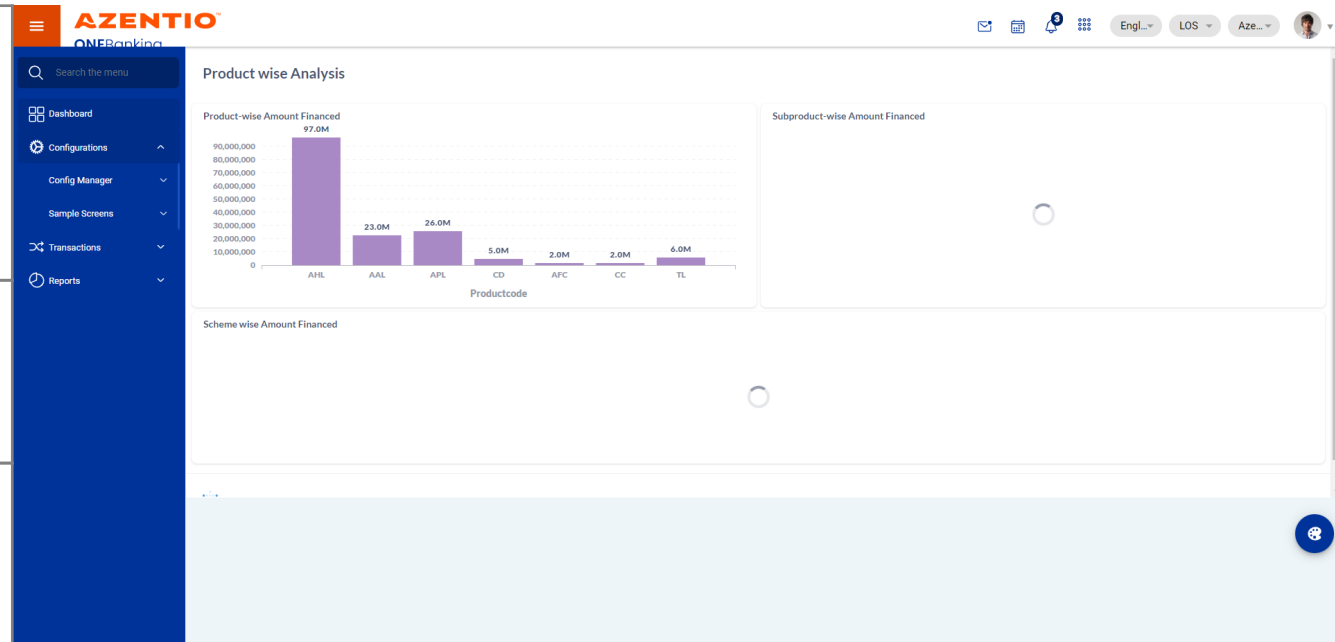 AZENTIO
ONEBanking
3
Engl...
LOS
Aze...
Search the menu
Dashboard
Configurations
Config Manager
Sample Screens
Transactions
Reports
Product wise Analysis
Product-wise Amount Financed
97.0M
90,000,000
80,000,000
70,000,000
60,000,000
50,000,000
40,000,000
30,000,000
20,000,000
10,000,000
0
23.0M
26.0M
5.0M
2.0M
2.0M
6.0M
AHL AAL APL CD AFC CC TL
Productcode
Subproduct-wise Amount Financed
Scheme wise Amount Financed